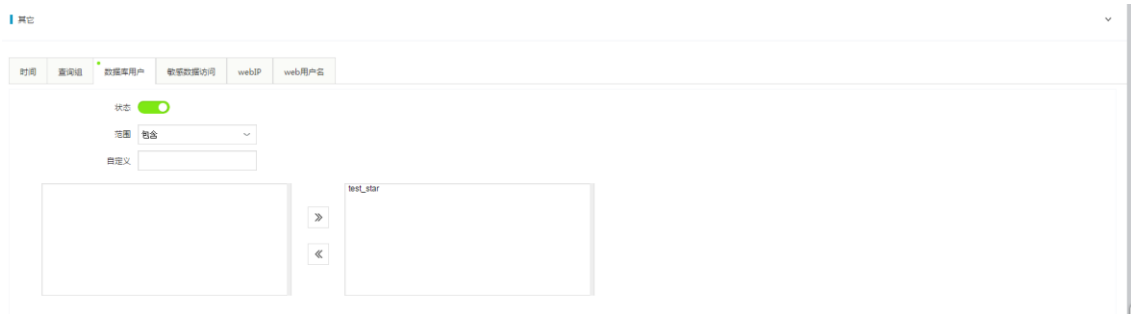 其它
时间 查询组 数据库用户 敏感数据访问 webIP web用户名
状态
范围 包含
自定义
test_star